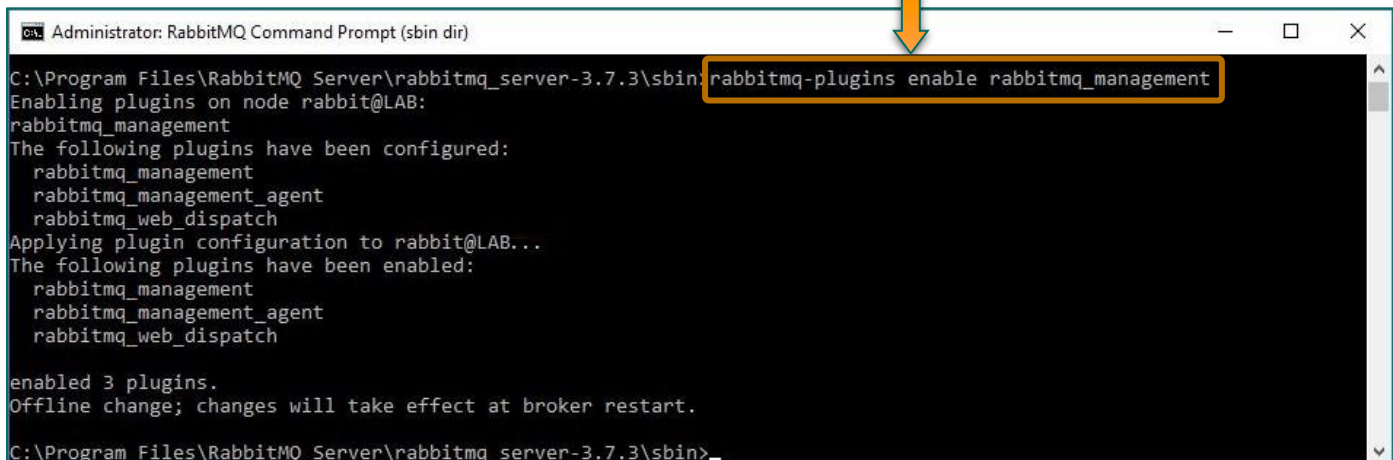 Administrator: RabbitMQ Command Prompt (sbin dir)
C:\Program Files\RabbitMQ Server\rabbitmq_server-3.7.3\sbin>rabbitmq-plugins enable rabbitmq_management
Enabling plugins on node rabbit@LAB:
rabbitmq_management
The following plugins have been configured:
  rabbitmq_management
  rabbitmq_management_agent
  rabbitmq_web_dispatch
Applying plugin configuration to rabbit@LAB...
The following plugins have been enabled:
  rabbitmq_management
  rabbitmq_management_agent
  rabbitmq_web_dispatch
enabled 3 plugins.
Offline change; changes will take effect at broker restart.
C:\Program Files\RabbitMQ Server\rabbitmq_server-3.7.3\sbin>_